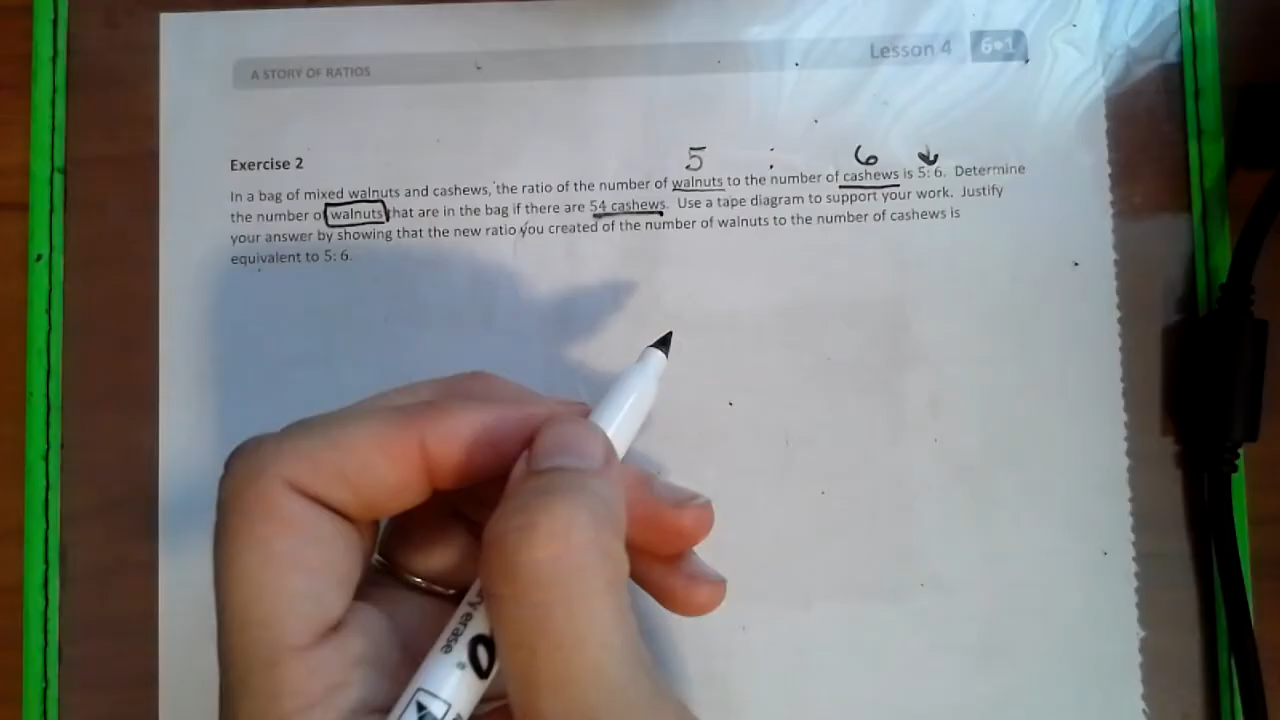 A STORY OF RATIOS
Lesson 4
6•1
Exercise 2
5 : 6
In a bag of mixed walnuts and cashews, the ratio of the number of walnuts to the number of cashews is 5: 6. Determine
the number of walnuts that are in the bag if there are 54 cashews. Use a tape diagram to support your work. Justify
your answer by showing that the new ratio you created of the number of walnuts to the number of cashews is
equivalent to 5: 6.
erase